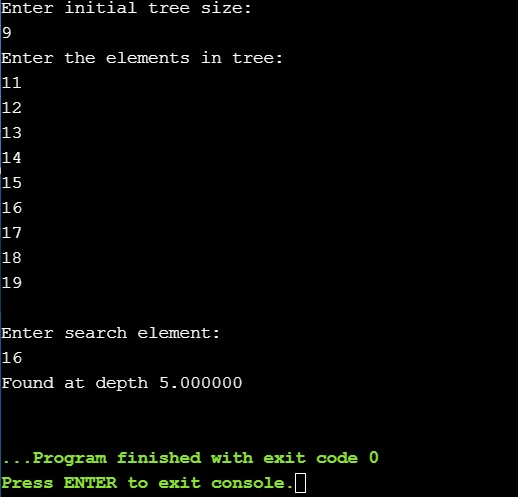 Enter initial tree size:
9
Enter the elements in tree:
11
12
13
14
15
16
17
18
19
Enter search element:
16
Found at depth 5.000000
...Program finished with exit code 0
Press ENTER to exit console.